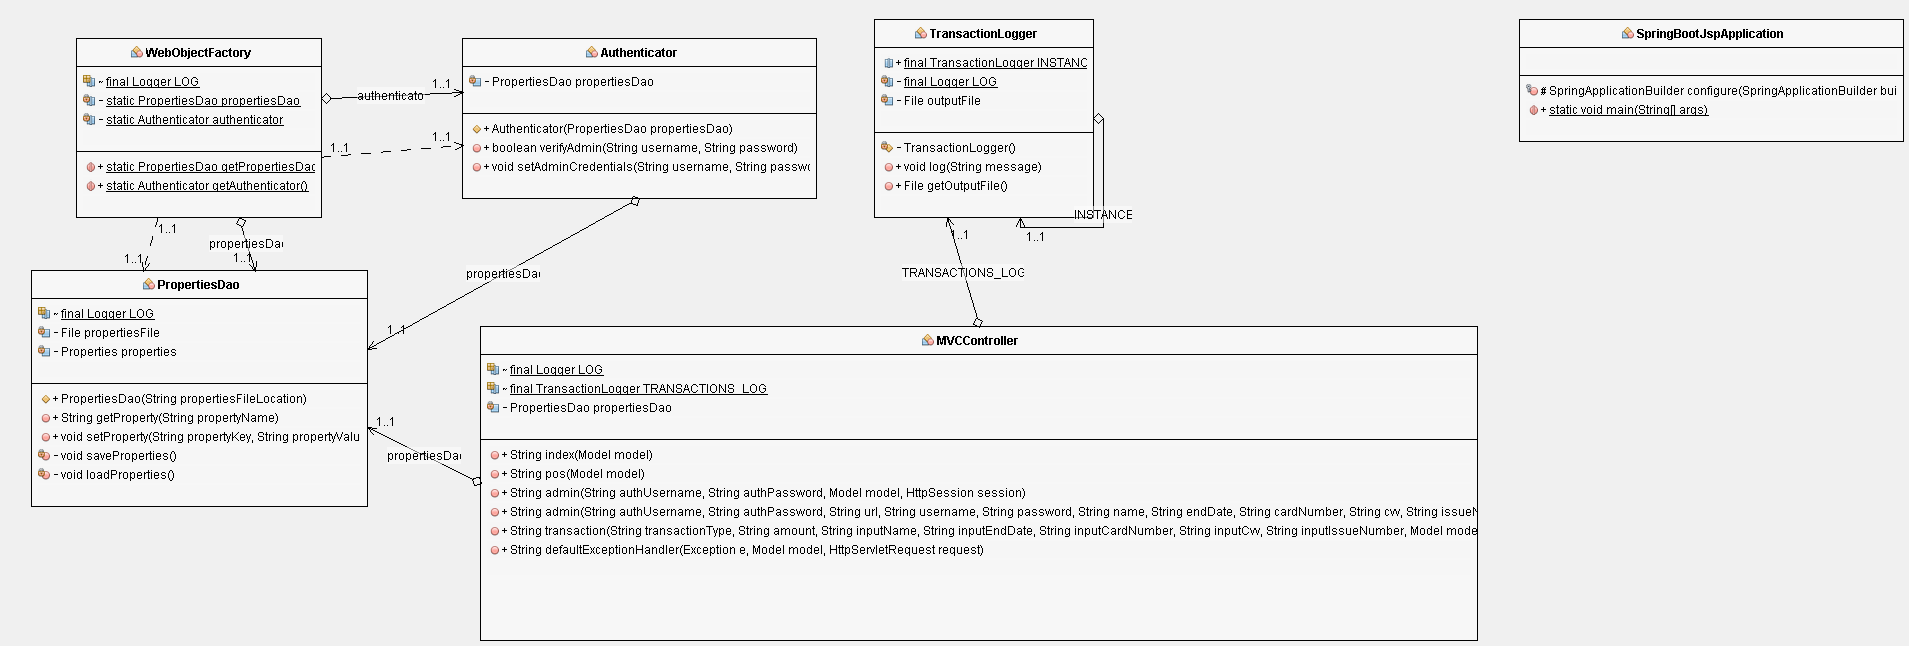 WebObjectFactory
~ final Logger LOG
- static PropertiesDao propertiesDao
- static Authenticator authenticator
+ static PropertiesDao getPropertiesDao
+ static Authenticator getAuthenticator()
authenticato
1..1
1..1
1..1
Authenticator
- PropertiesDao propertiesDao
+ Authenticator(PropertiesDao propertiesDao)
+ boolean verifyAdmin(String username, String password)
+ void setAdminCredentials(String username, String passwo
TransactionLogger
+ final TransactionLogger INSTANC
- final Logger LOG
- File outputFile
- TransactionLogger()
+ void log(String message)
+ File getOutputFile()
INSTANCE
1..1
1..1
TRANSACTIONS_LOG
SpringBootJspApplication
# SpringApplicationBuilder configure(SpringApplicationBuilder bui
+ static void main(String[] args)
1..1
propertiesDa
1..1
1..1
propertiesDa
1..1
PropertiesDao
~ final Logger LOG
- File propertiesFile
- Properties properties
+ PropertiesDao(String propertiesFileLocation)
+ String getProperty(String propertyName)
+ void setProperty(String propertyKey, String propertyValu
- void saveProperties()
- void loadProperties()
1..1
propertiesDa
MVCController
~ final Logger LOG
~ final TransactionLogger TRANSACTIONS_LOG
- PropertiesDao propertiesDao
+ String index(Model model)
+ String pos(Model model)
+ String admin(String authUsername, String authPassword, Model model, HttpSession session)
+ String admin(String authUsername, String authPassword, String url, String username, String password, String name, String endDate, String cardNumber, String cvv, String issueN
+ String transaction(String transactionType, String amount, String inputName, String inputEndDate, String inputCardNumber, String inputCvv, String inputIssueNumber, Model mode
+ String defaultExceptionHandler(Exception e, Model model, HttpServletRequest request)